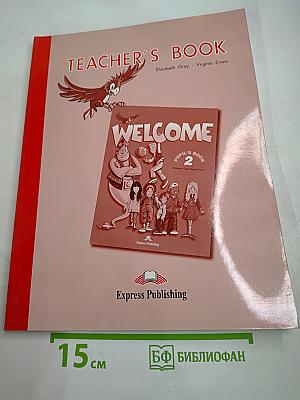 TEACHER'S BOOK
Elizabeth Gray - Virginia Evans
WELCOME
PUPIL'S BOOK
2
Express Publishing
Express Publishing
15 см
БФ БИБЛИОФАН